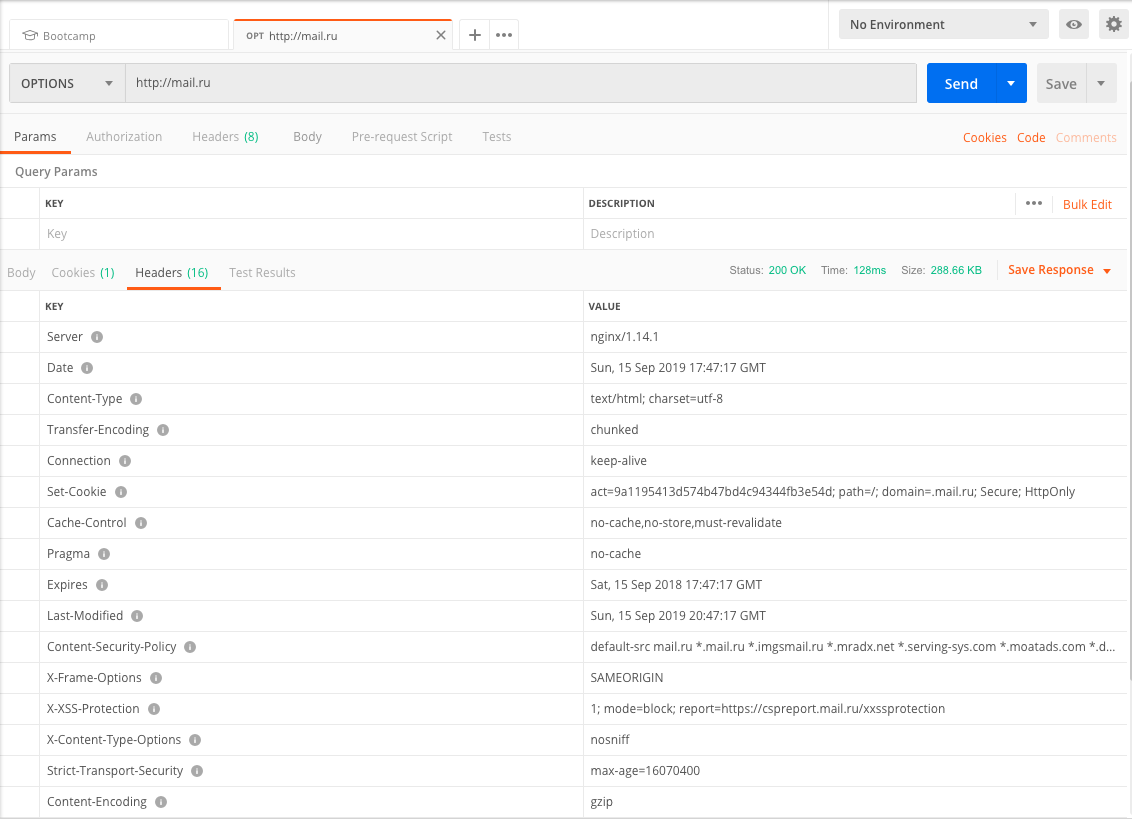 Bootcamp
OPT http://mail.ru
No Environment
OPTIONS http://mail.ru Send Save
Params Authorization Headers (8) Body Pre-request Script Tests Cookies Code Comments
Query Params
KEY DESCRIPTION Bulk Edit
Key Description
Body Cookies (1) Headers (16) Test Results Status: 200 OK Time: 128ms Size: 288.66 KB Save Response
KEY VALUE
Server nginx/1.14.1
Date Sun, 15 Sep 2019 17:47:17 GMT
Content-Type text/html; charset=utf-8
Transfer-Encoding chunked
Connection keep-alive
Set-Cookie act=9a1195413d574b47bd4c94344fb3e54d; path=/; domain=.mail.ru; Secure; HttpOnly
Cache-Control no-cache,no-store,must-revalidate
Pragma no-cache
Expires Sat, 15 Sep 2018 17:47:17 GMT
Last-Modified Sun, 15 Sep 2019 20:47:17 GMT
Content-Security-Policy default-src mail.ru *.mail.ru *.imgsmail.ru *.mradx.net *.serving-sys.com *.moatads.com *.d...
X-Frame-Options SAMEORIGIN
X-XSS-Protection 1; mode=block; report=https://cspreport.mail.ru/xxssprotection
X-Content-Type-Options nosniff
Strict-Transport-Security max-age=16070400
Content-Encoding gzip